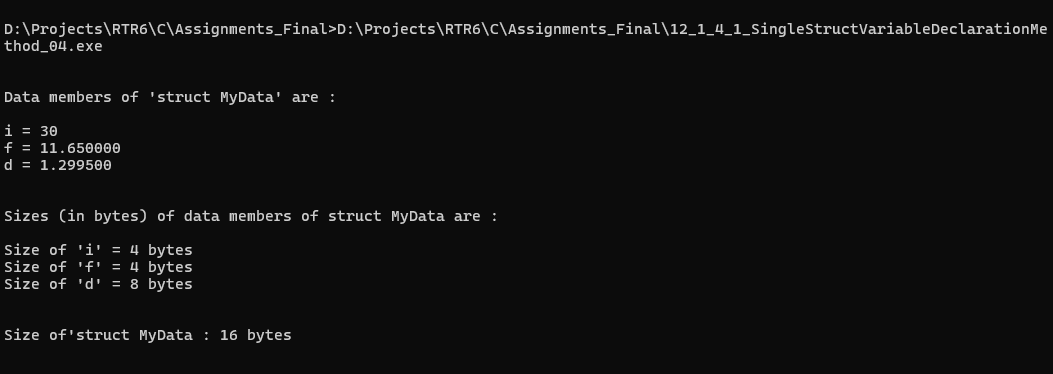 D:\Projects\RTR6\C\Assignments_Final>D:\Projects\RTR6\C\Assignments_Final\12_1_4_1_SingleStructVariableDeclarationMe
thod_04.exe
Data members of 'struct MyData' are :
i = 30
f = 11.650000
d = 1.299500
Sizes (in bytes) of data members of struct MyData are :
Size of 'i' = 4 bytes
Size of 'f' = 4 bytes
Size of 'd' = 8 bytes
Size of'struct MyData : 16 bytes